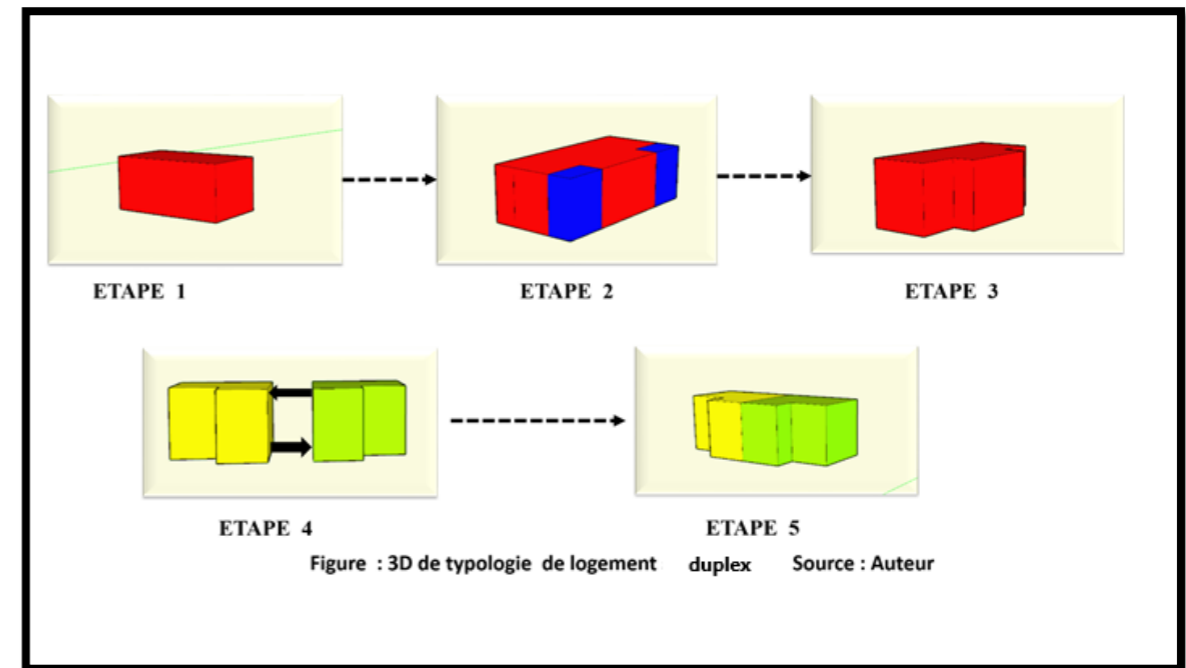 ETAPE 1
ETAPE 2
ETAPE 3
ETAPE 4
ETAPE 5
Figure : 3D de typologie de logement duplex Source : Auteur